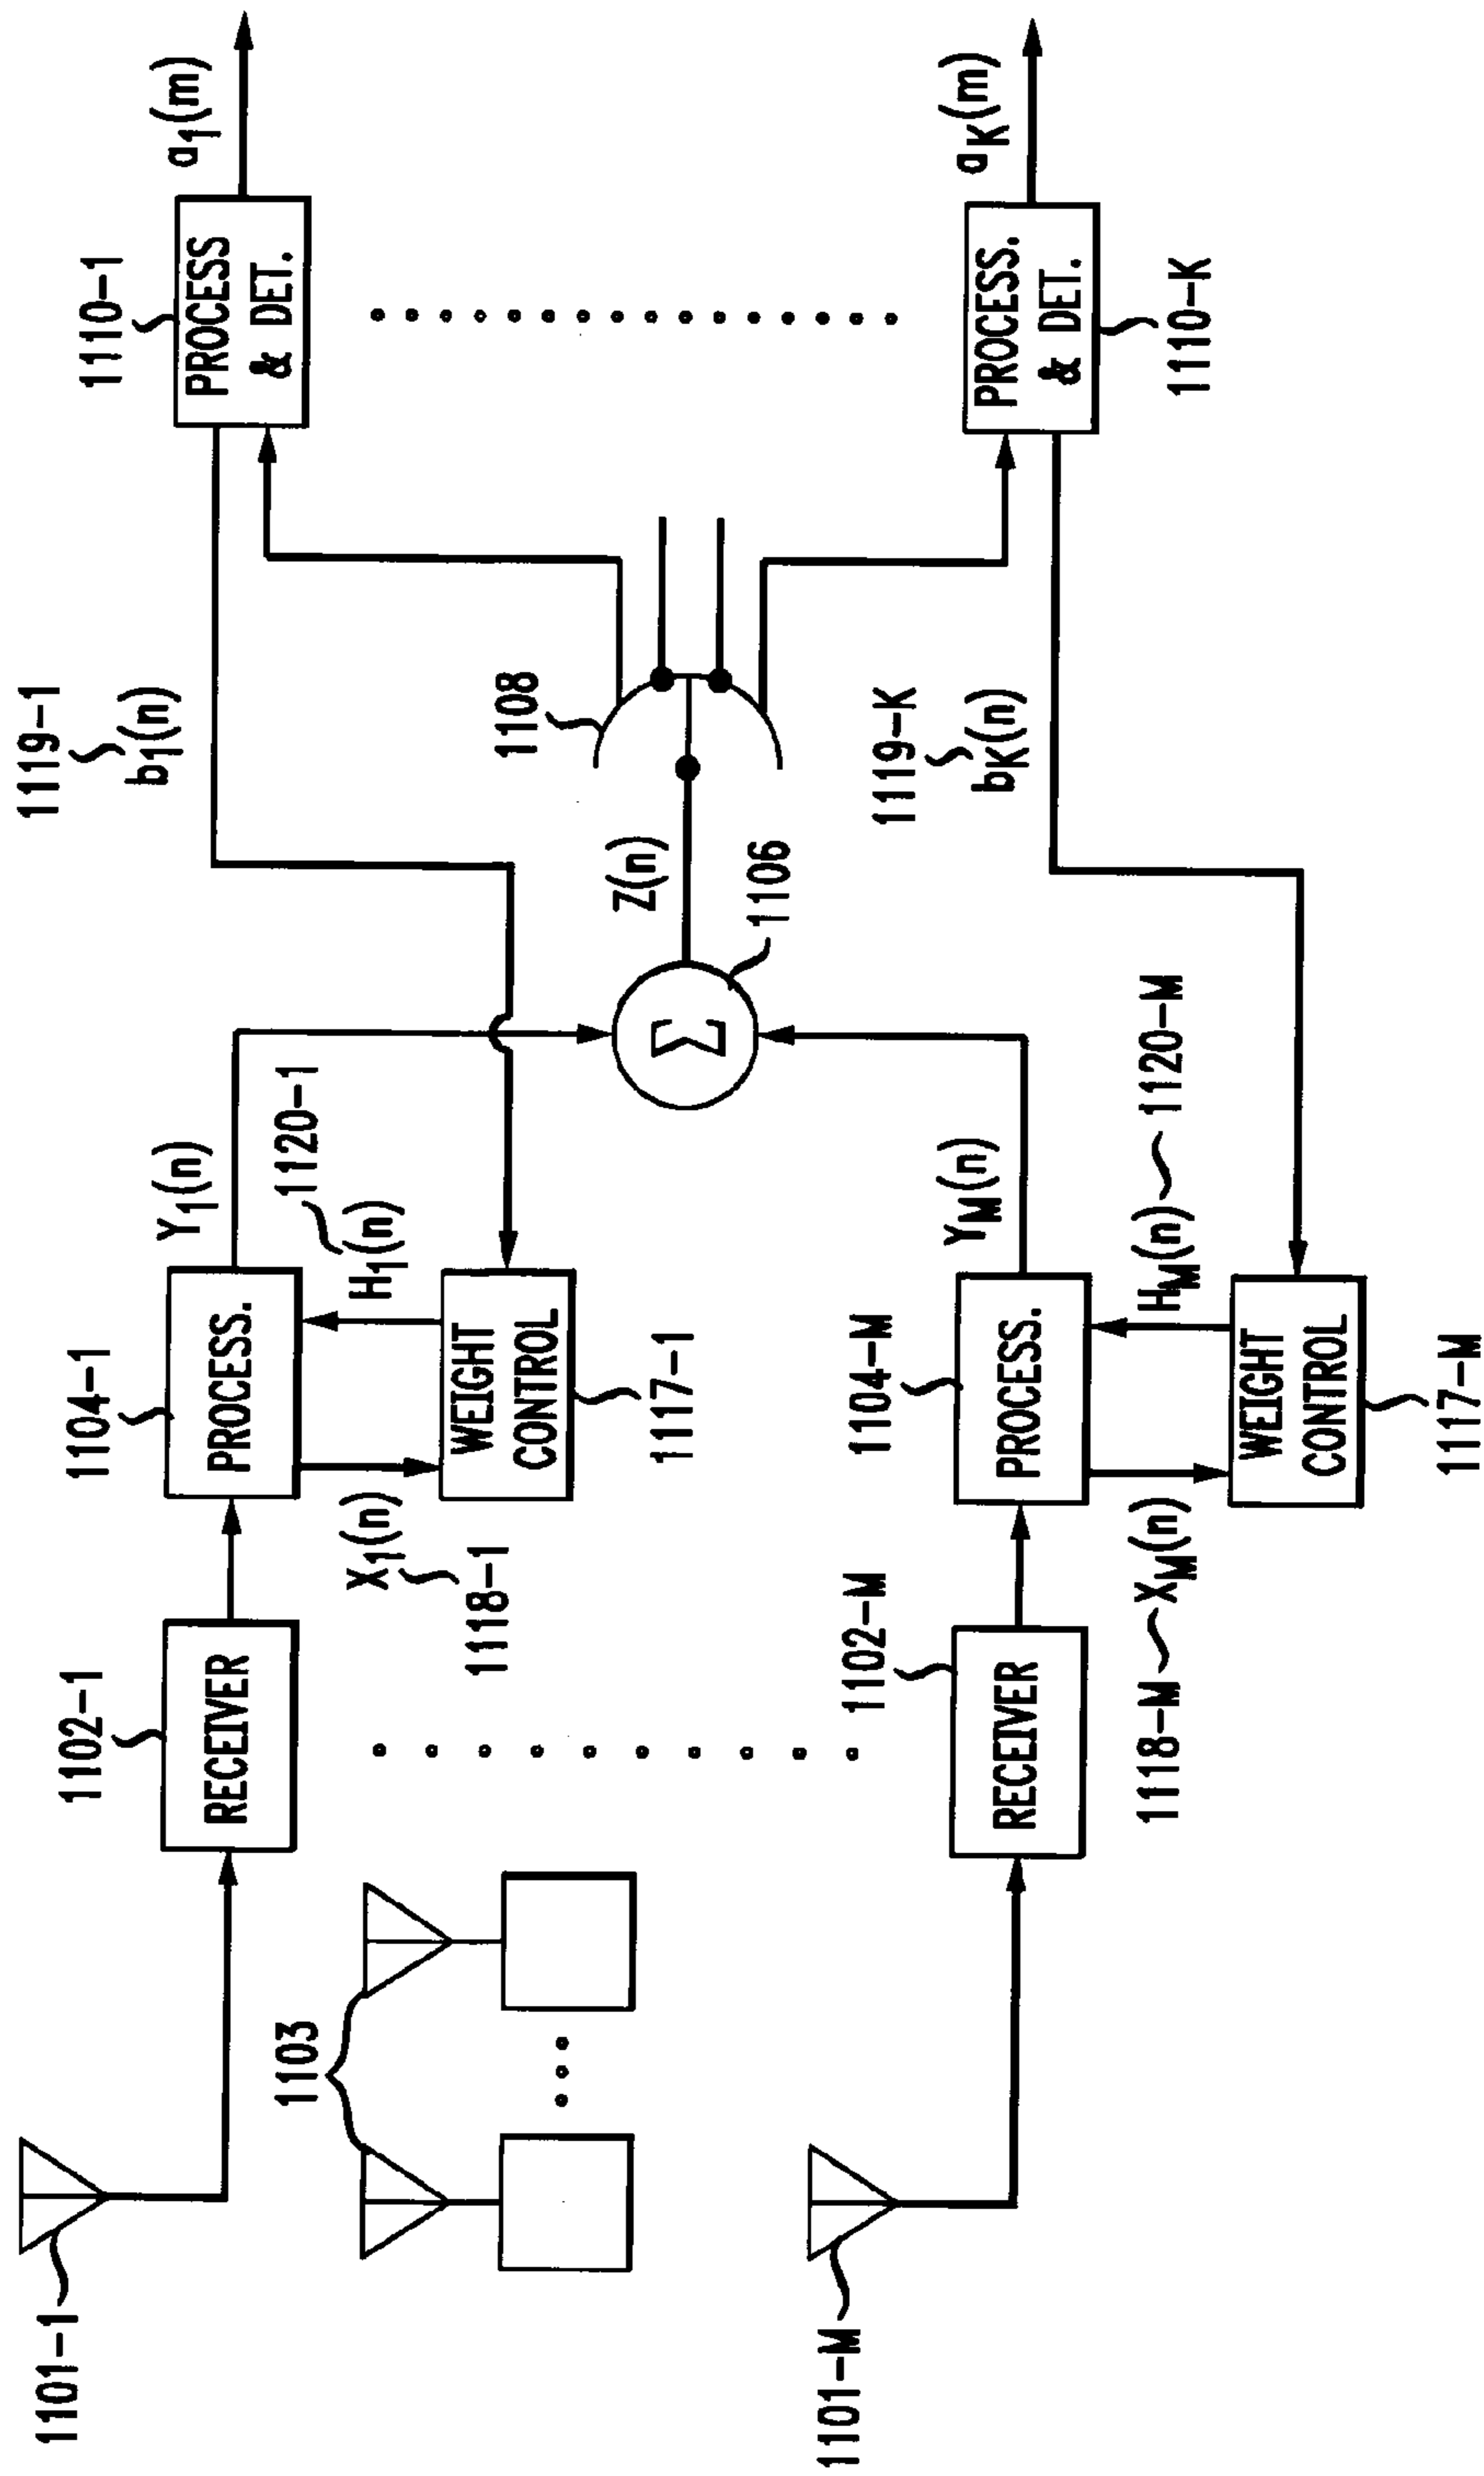 1101-1
1102-1
RECEIVER
1104-1
PROCESS.
Y1(n)
1119-1
b1(n)
1110-1
PROCESS
& DET.
a1(m)
1103
X1(n)
1118-1
H1(n)
1120-1
WEIGHT
CONTROL
1117-1
Σ
1106
Z(n)
1108
1101-M
1102-M
RECEIVER
1104-M
PROCESS.
YM(n)
1119-K
bK(n)
PROCESS.
& DET.
aK(m)
1110-K
1118-M
XM(n)
HM(n)
1120-M
WEIGHT
CONTROL
1117-M